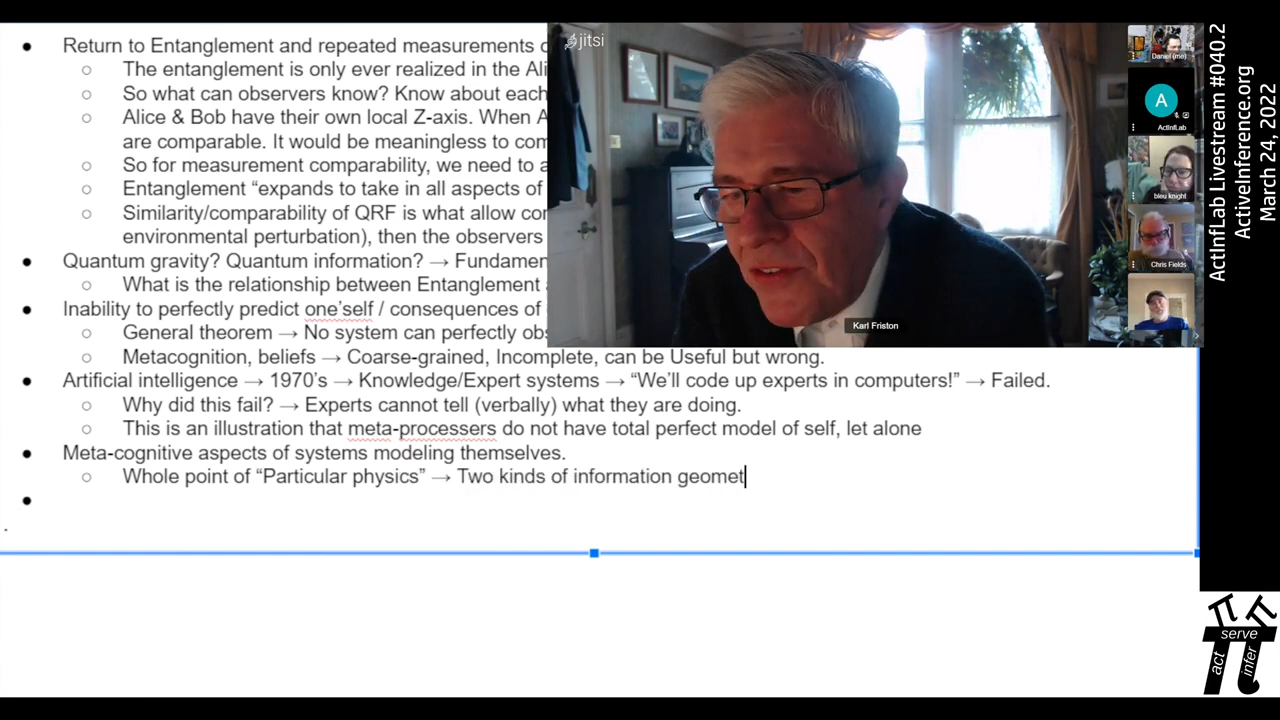 Return to Entanglement and repeated measurements
The entanglement is only ever realized in the
So what can observers know? Know about each
Alice & Bob have their own local Z-axis. When
are comparable. It would be meaningless to
So for measurement comparability, we need to
Entanglement “expands to take in all aspects of
Similarity/comparability of QRF is what allow
environmental perturbation), then the observers
Quantum gravity? Quantum information? →
What is the relationship between Entanglement
Inability to perfectly predict one’self / consequences of
General theorem → No system can perfectly
Metacognition, beliefs → Coarse-grained, Incomplete, can be Useful but wrong.
Artificial intelligence → 1970’s → Knowledge/Expert systems → “We’ll code up experts in computers!” → Failed.
Why did this fail? → Experts cannot tell (verbally) what they are doing.
This is an illustration that meta-processers do not have total perfect model of self, let alone
Meta-cognitive aspects of systems modeling themselves.
Whole point of “Particular physics” → Two kinds of information geomet
jitsi
Karl Friston
Daniel (me)
A
ActInfLab
bleu knight
Chris Fields
ActInfLab Livestream #040.2
ActiveInference.org
March 24, 2022
serve
act
infer